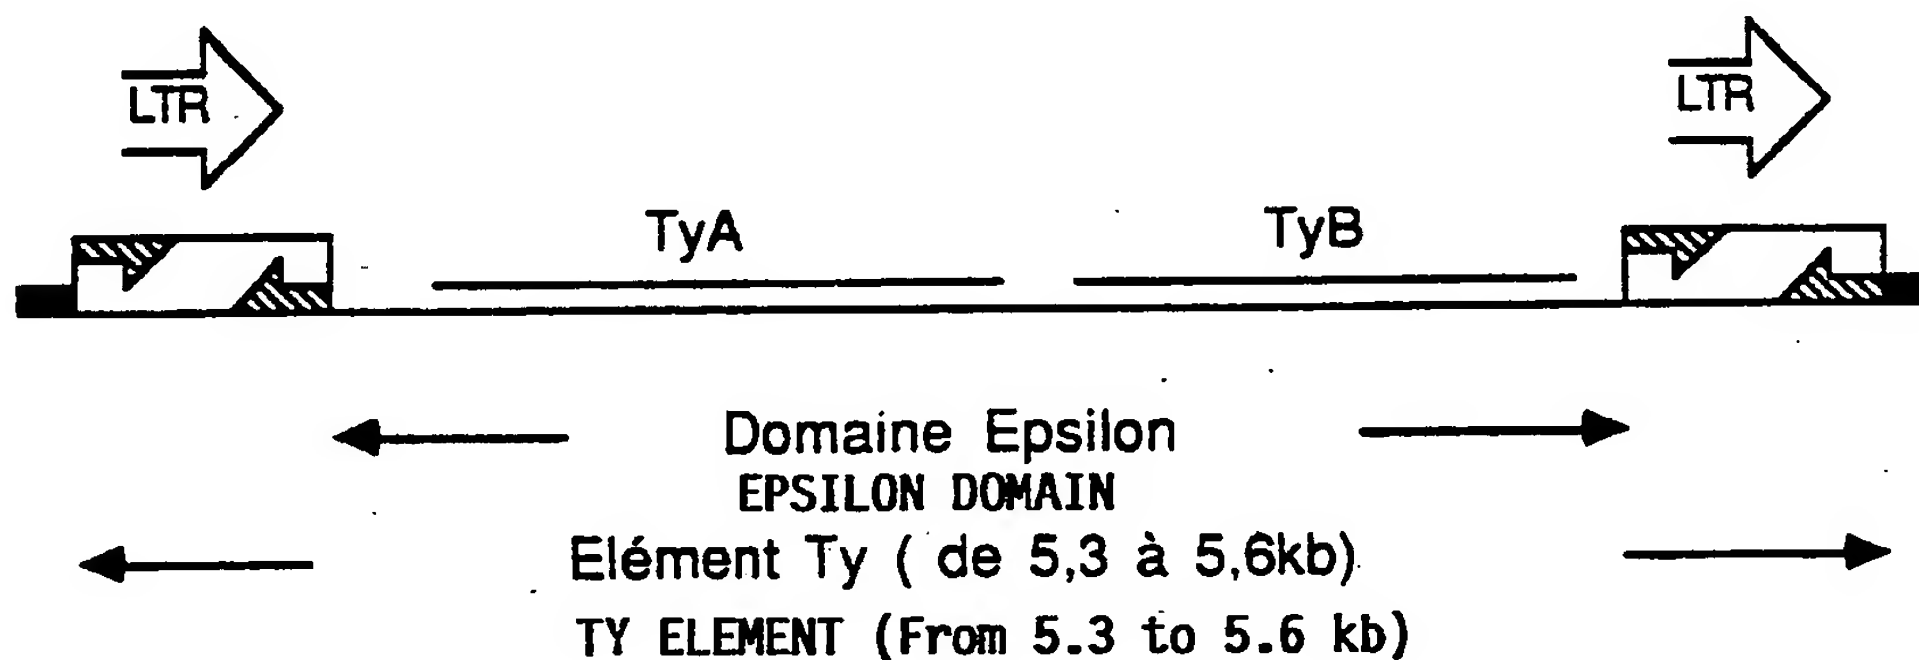 LTR
LTR
TyA
TyB
Domaine Epsilon
EPSILON DOMAIN
Elément Ty ( de 5,3 à 5,6kb)
TY ELEMENT (From 5.3 to 5.6 kb)